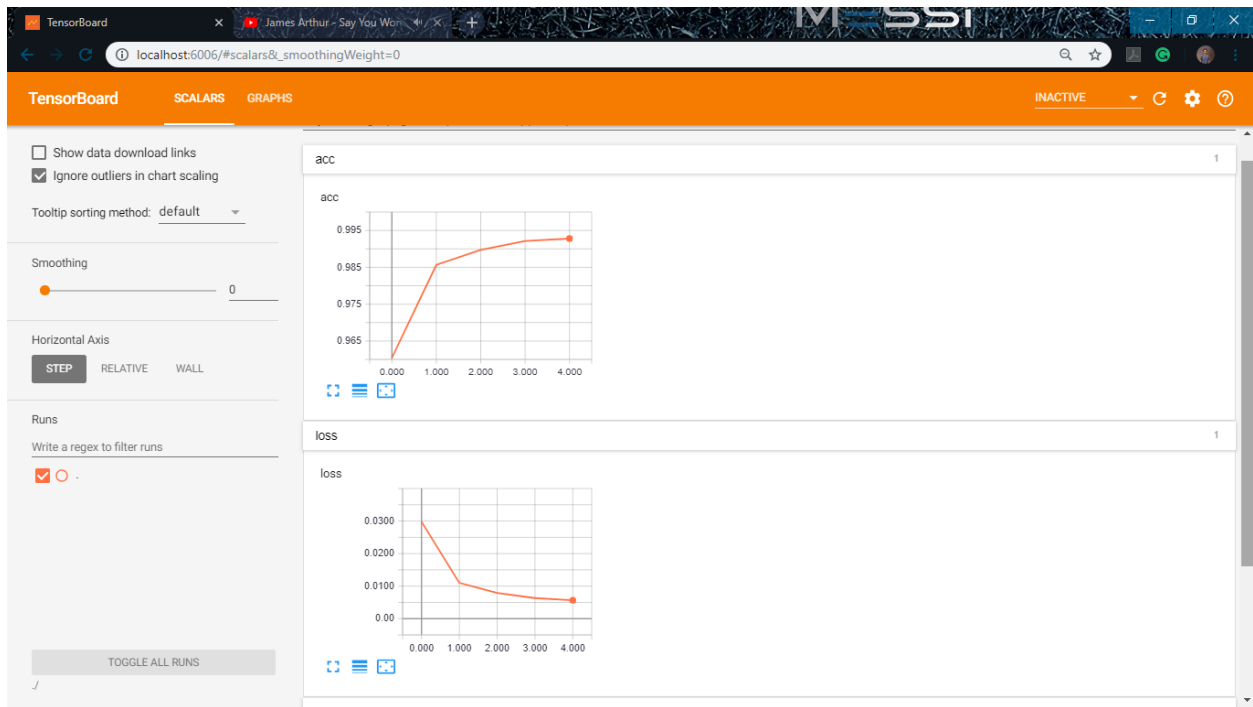 MESSI
TensorBoard
James Arthur - Say You Won
localhost:6006/#scalars&_smoothingWeight=0
TensorBoard SCALARS GRAPHS INACTIVE
Show data download links
Ignore outliers in chart scaling
Tooltip sorting method: default
Smoothing
0
Horizontal Axis
STEP RELATIVE WALL
Runs
Write a regex to filter runs
.
TOGGLE ALL RUNS
./
acc 1
acc
0.995
0.985
0.975
0.965
0.000 1.000 2.000 3.000 4.000
loss 1
loss
0.0300
0.0200
0.0100
0.00
0.000 1.000 2.000 3.000 4.000